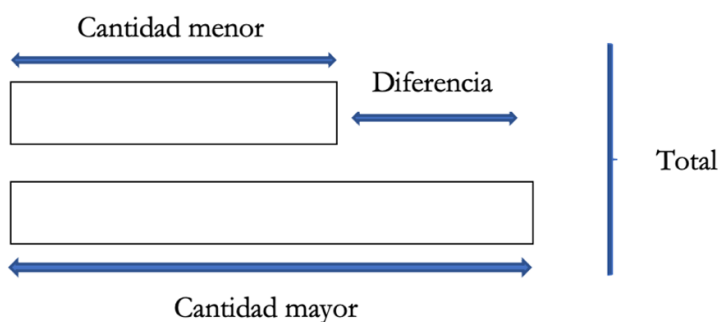 Cantidad menor
Diferencia
Total
Cantidad mayor